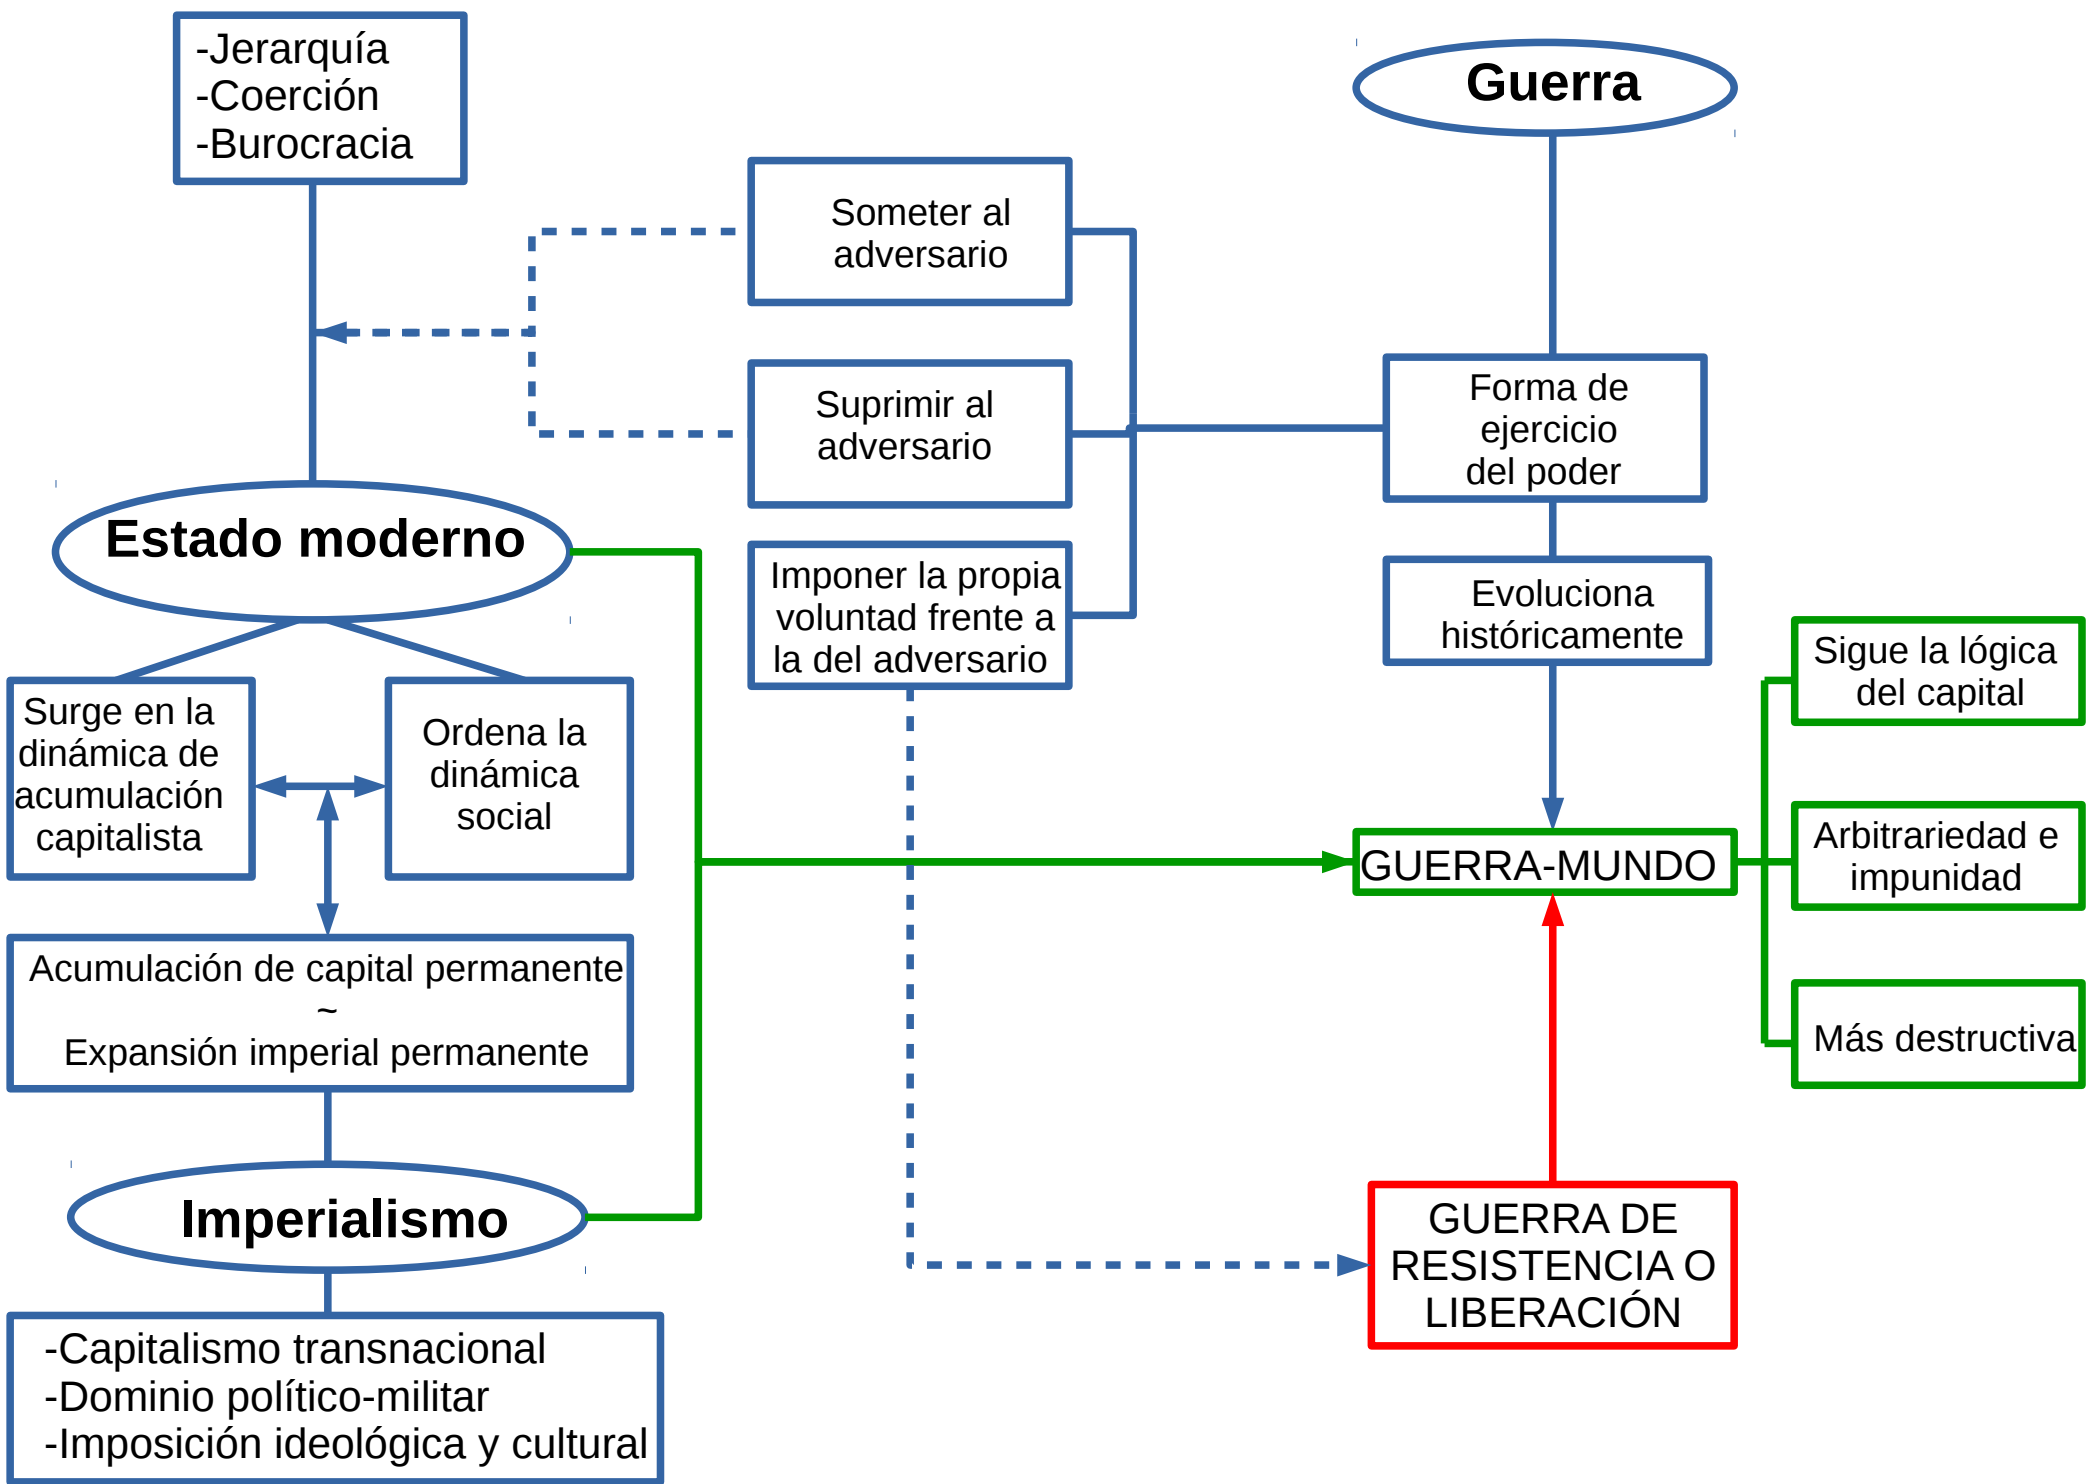 -Jerarquía
-Coerción
-Burocracia
Guerra
Someter al
adversario
Suprimir al
adversario
Forma de
ejercicio
del poder
Estado moderno
Imponer la propia
voluntad frente a
la del adversario
Evoluciona
históricamente
Surge en la
dinámica de
acumulación
capitalista
Ordena la
dinámica
social
Sigue la lógica
del capital
GUERRA-MUNDO
Arbitrariedad e
impunidad
Más destructiva
Acumulación de capital permanente
~
Expansión imperial permanente
Imperialismo
GUERRA DE
RESISTENCIA O
LIBERACIÓN
-Capitalismo transnacional
-Dominio político-militar
-Imposición ideológica y cultural